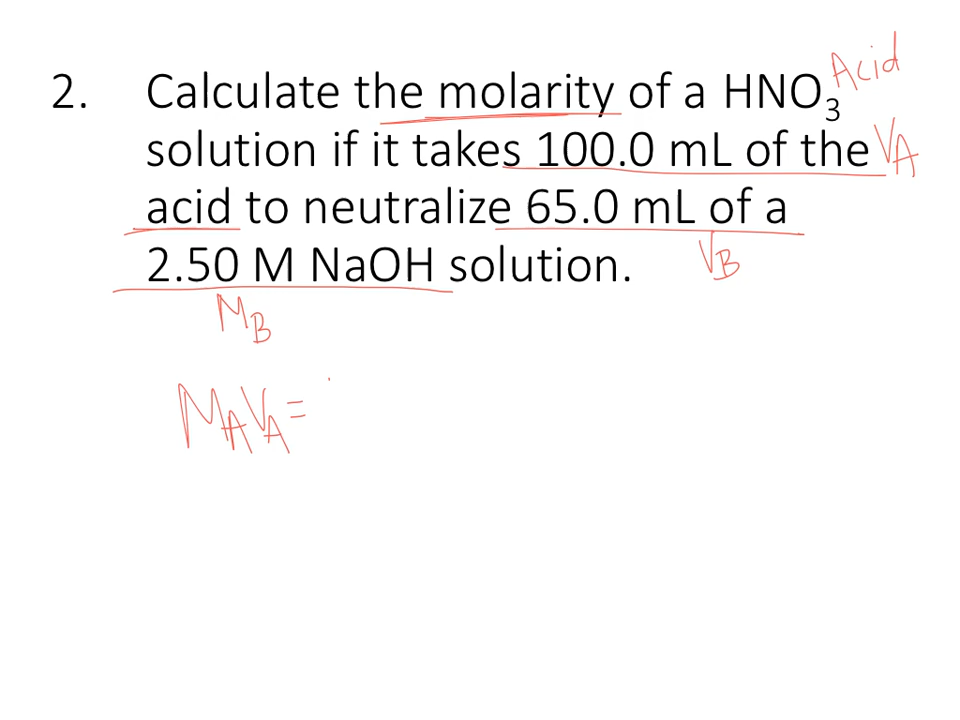 2. Calculate the molarity of a HNO₃ Acid
solution if it takes 100.0 mL of the VA
acid to neutralize 65.0 mL of a
2.50 M NaOH solution. VB
MB
MAVA=